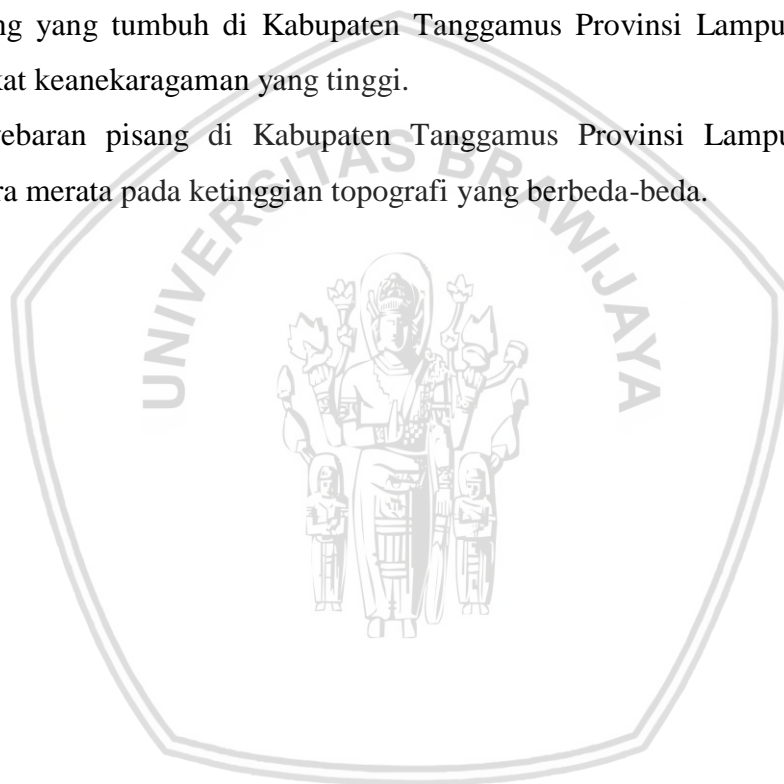 ng yang tumbuh di Kabupaten Tanggamus Provinsi Lampu
kat keanekaragaman yang tinggi.
ebaran pisang di Kabupaten Tanggamus Provinsi Lampu
ra merata pada ketinggian topografi yang berbeda-beda.
UNIVERSITAS BRAWIJAYA